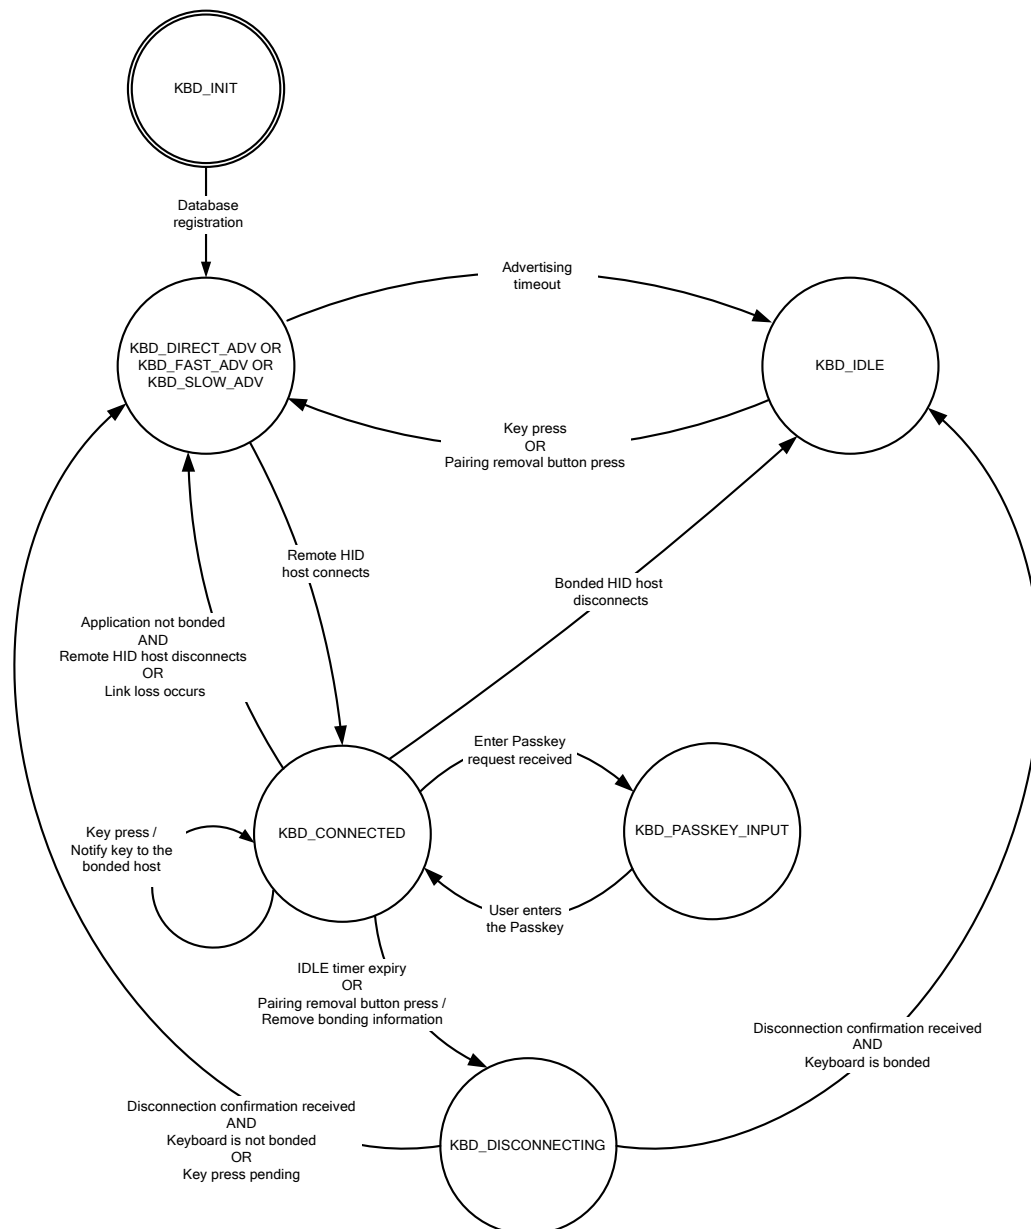 KBD_INIT
Database
registration
Advertising
timeout
KBD_DIRECT_ADV OR
KBD_FAST_ADV OR
KBD_SLOW_ADV
KBD_IDLE
Key press
OR
Pairing removal button press
Remote HID
host connects
Bonded HID host
disconnects
Application not bonded
AND
Remote HID host disconnects
OR
Link loss occurs
Enter Passkey
request received
KBD_CONNECTED
KBD_PASSKEY_INPUT
Key press /
Notify key to the
bonded host
User enters
the Passkey
IDLE timer expiry
OR
Pairing removal button press /
Remove bonding information
Disconnection confirmation received
AND
Keyboard is bonded
Disconnection confirmation received
AND
Keyboard is not bonded
OR
Key press pending
KBD_DISCONNECTING